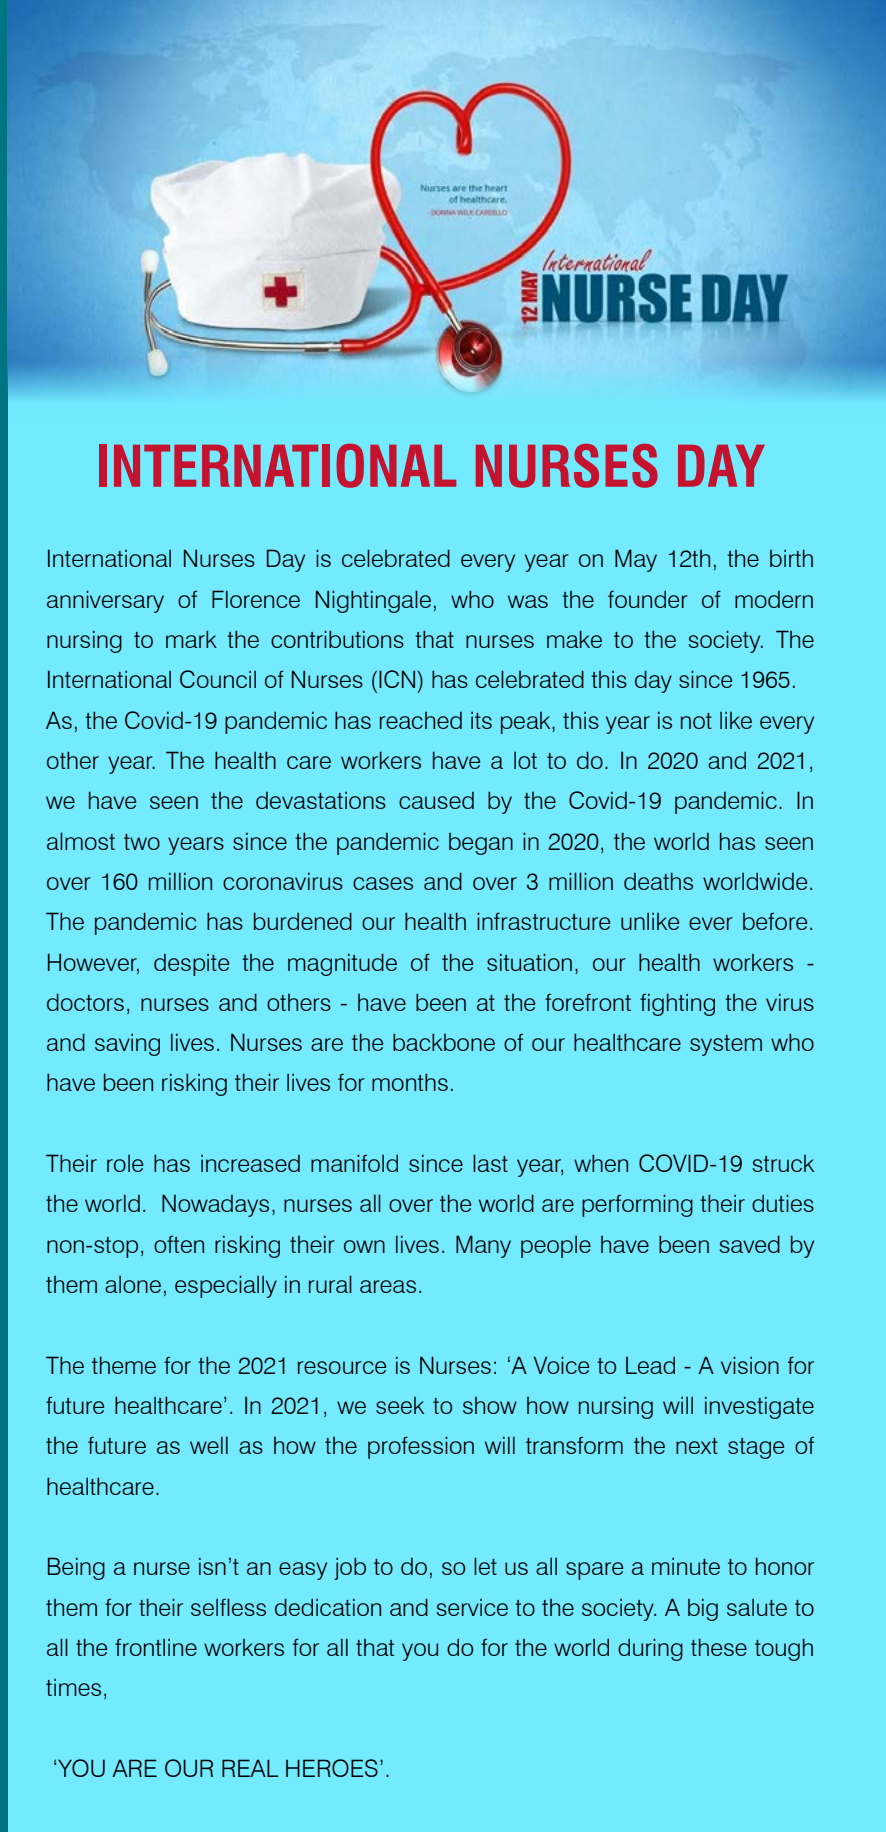 Nurses are the heart
of healthcare.
- DONNA WILK CARDILLO
12 MAY
International
NURSE DAY
INTERNATIONAL NURSES DAY
International Nurses Day is celebrated every year on May 12th, the birth
anniversary of Florence Nightingale, who was the founder of modern
nursing to mark the contributions that nurses make to the society. The
International Council of Nurses (ICN) has celebrated this day since 1965.
As, the Covid-19 pandemic has reached its peak, this year is not like every
other year. The health care workers have a lot to do. In 2020 and 2021,
we have seen the devastations caused by the Covid-19 pandemic. In
almost two years since the pandemic began in 2020, the world has seen
over 160 million coronavirus cases and over 3 million deaths worldwide.
The pandemic has burdened our health infrastructure unlike ever before.
However, despite the magnitude of the situation, our health workers -
doctors, nurses and others - have been at the forefront fighting the virus
and saving lives. Nurses are the backbone of our healthcare system who
have been risking their lives for months.
Their role has increased manifold since last year, when COVID-19 struck
the world.  Nowadays, nurses all over the world are performing their duties
non-stop, often risking their own lives. Many people have been saved by
them alone, especially in rural areas.
The theme for the 2021 resource is Nurses: ‘A Voice to Lead - A vision for
future healthcare’. In 2021, we seek to show how nursing will investigate
the future as well as how the profession will transform the next stage of
healthcare.
Being a nurse isn’t an easy job to do, so let us all spare a minute to honor
them for their selfless dedication and service to the society. A big salute to
all the frontline workers for all that you do for the world during these tough
times,
‘YOU ARE OUR REAL HEROES’.